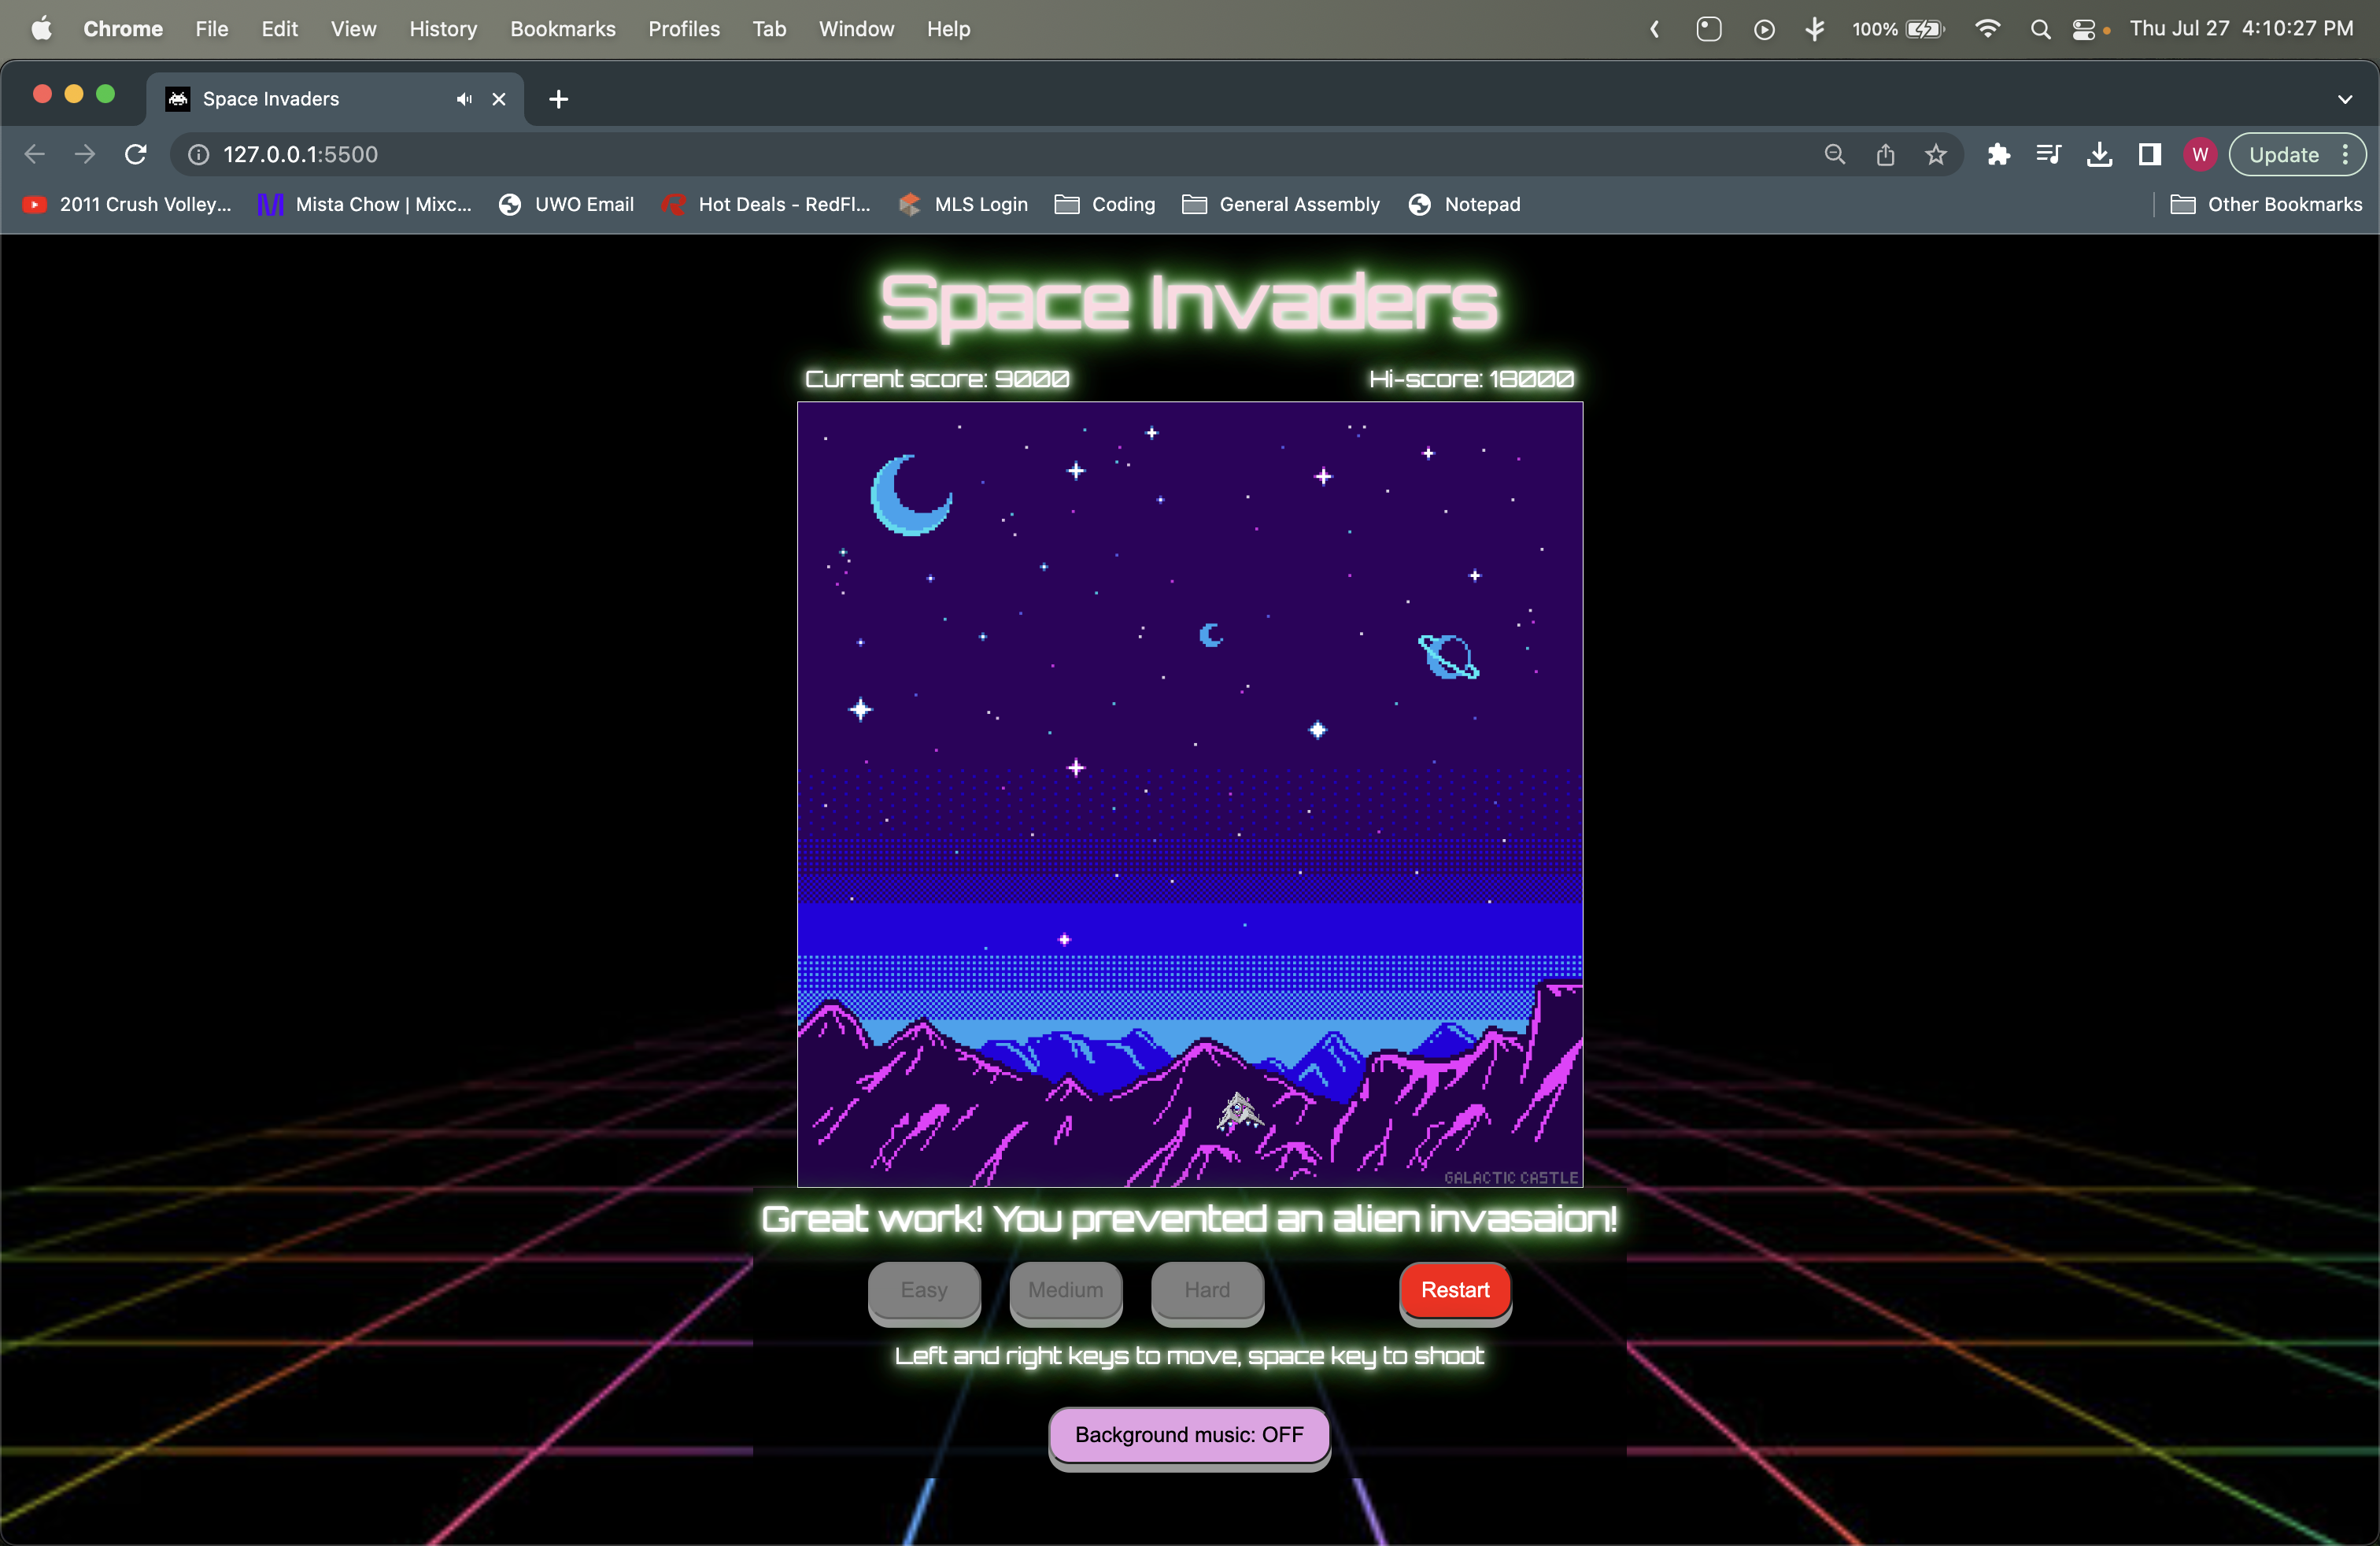 Chrome File Edit View History Bookmarks Profiles Tab Window Help 100% Thu Jul 27 4:10:27 PM
Space Invaders
127.0.0.1:5500 W Update
2011 Crush Volley... Mista Chow | Mixc... UWO Email Hot Deals - RedFl... MLS Login Coding General Assembly Notepad Other Bookmarks
Space Invaders
Current score: 9000 Hi-score: 18000
GALACTIC CASTLE
Great work! You prevented an alien invasaion!
Easy Medium Hard Restart
Left and right keys to move, space key to shoot
Background music: OFF